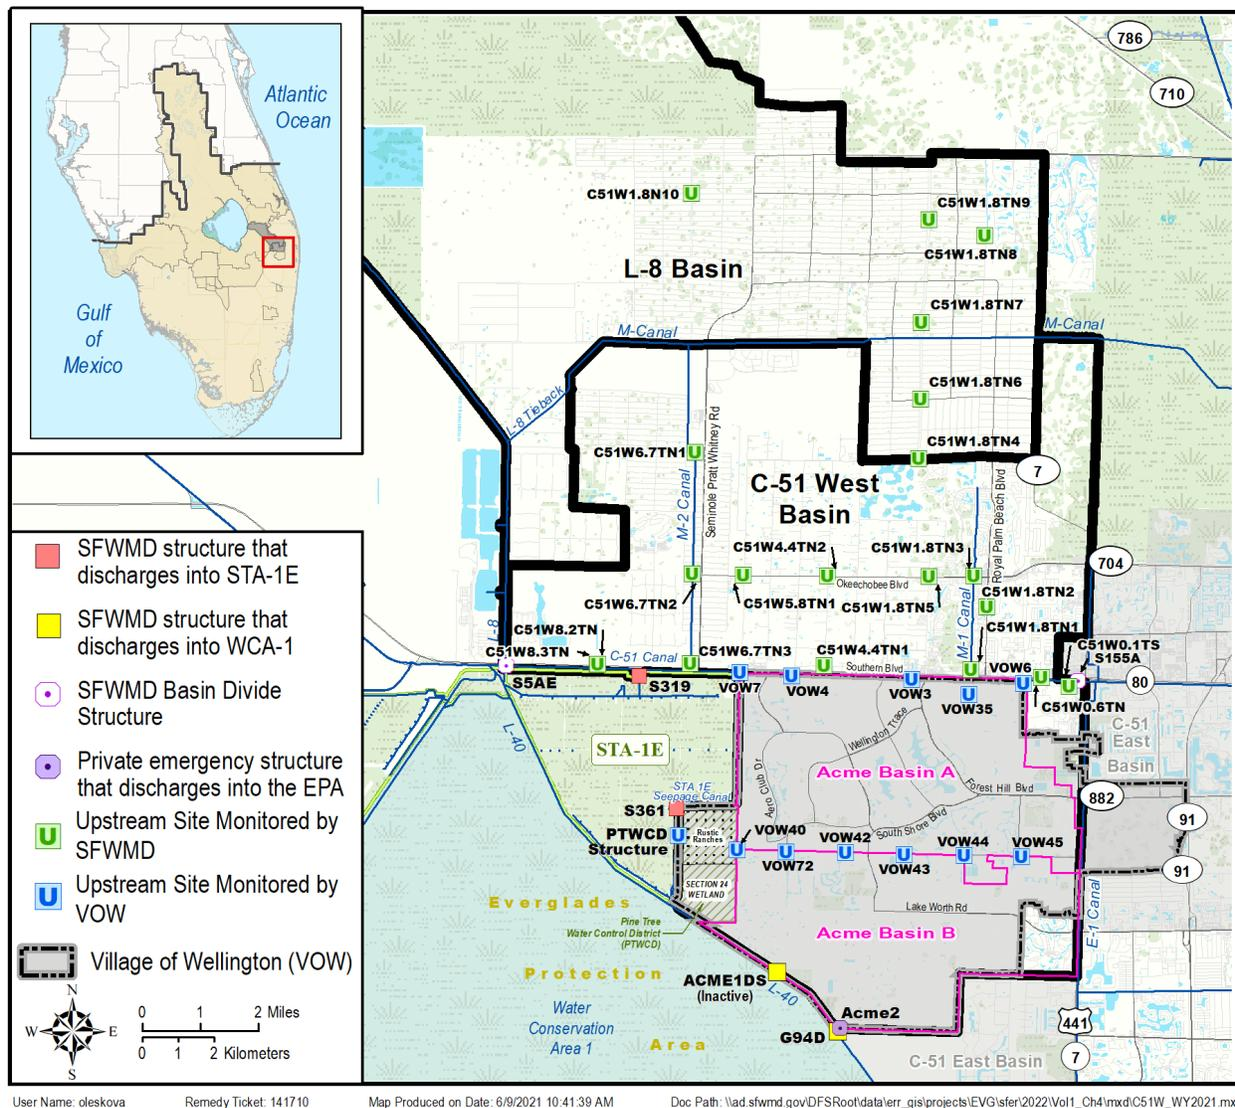 Atlantic
Ocean
Gulf
of
Mexico
SFWMD structure that
discharges into STA-1E
SFWMD structure that
discharges into WCA-1
SFWMD Basin Divide
Structure
Private emergency structure
that discharges into the EPA
U
Upstream Site Monitored by
SFWMD
U
Upstream Site Monitored by
VOW
Village of Wellington (VOW)
N
W
E
S
0 1 2 Miles
0 1 2 Kilometers
786
710
C51W1.8N10
C51W1.8TN9
C51W1.8TN8
L-8 Basin
C51W1.8TN7
M-Canal
M-Canal
C51W1.8TN6
L-8 Tieback
Seminole Pratt Whitney Rd
C51W6.7TN1
C51W1.8TN4
7
C-51 West
Basin
M-2 Canal
Royal Palm Beach Blvd
C51W4.4TN2
C51W1.8TN3
704
Okeechobee Blvd
C51W6.7TN2
C51W5.8TN1
C51W1.8TN5
C51W1.8TN2
L-8
C51W8.2TN
M-1 Canal
C51W1.8TN1
C51W8.3TN
C-51 Canal
C51W6.7TN3
C51W4.4TN1
C51W0.1TS
S155A
Southern Blvd
VOW6
80
S5AE
S319
VOW7
VOW4
VOW3
VOW35
C51W0.6TN
L-40
STA-1E
Wellington Trace
C-51
East
Basin
Acme Basin A
Aero Club Dr
STA 1E
Seepage Canal
Forest Hill Blvd
882
S361
91
PTWCD
Structure
Rustic
Ranches
South Shore Blvd
VOW40
VOW42
VOW44
VOW45
VOW72
VOW43
91
SECTION 24
WETLAND
Everglades
Lake Worth Rd
E-1 Canal
Pine Tree
Water Control District
(PTWCD)
Acme Basin B
Protection
ACME1DS
(Inactive)
L-40
Water
Conservation
Area 1
Acme2
G94D
Area
441
C-51 East Basin
7
User Name: oleskova Remedy Ticket: 141710 Map Produced on Date: 6/9/2021 10:41:39 AM Doc Path: \\ad.sfwmd.gov\DFSRoot\data\err_gis\projects\EVG\sfer\2022\Vol1_Ch4\mxd\C51W_WY2021.mx